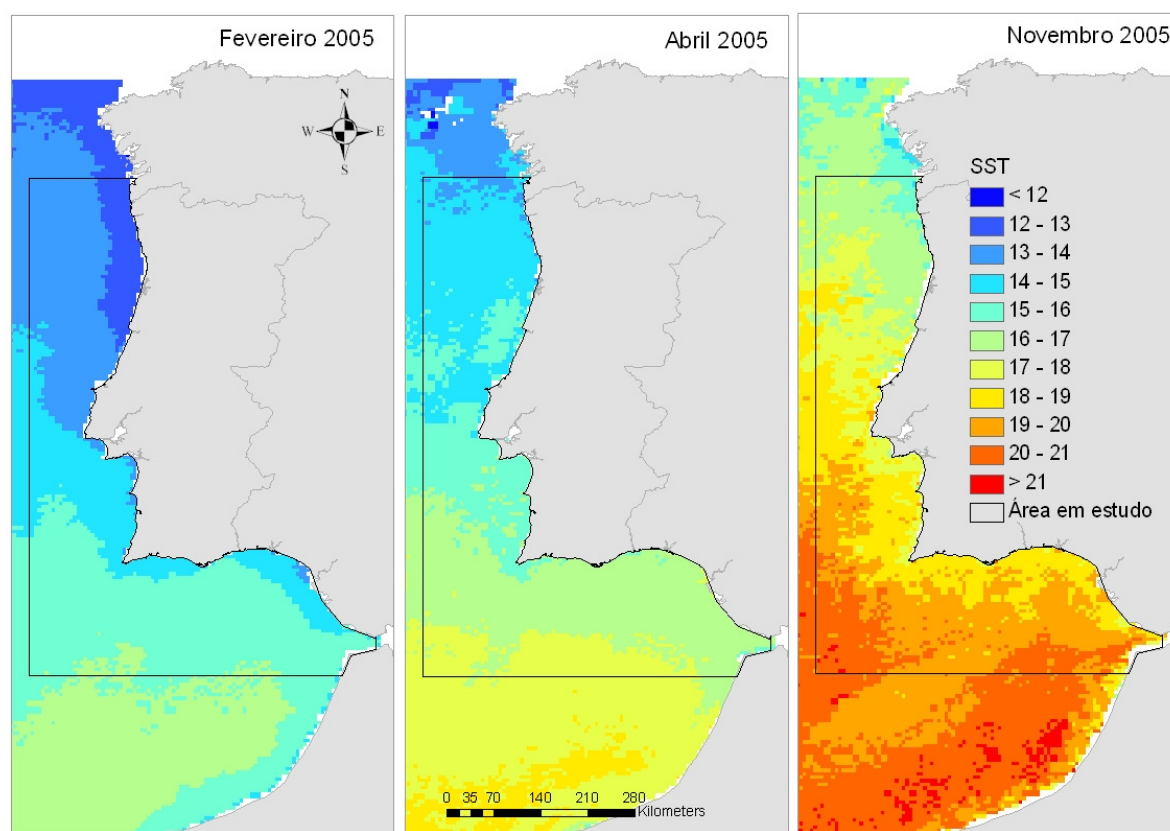 Fevereiro 2005
N
W E
S
Abril 2005
0 35 70 140 210 280
Kilometers
Novembro 2005
SST
< 12
12 - 13
13 - 14
14 - 15
15 - 16
16 - 17
17 - 18
18 - 19
19 - 20
20 - 21
> 21
Área em estudo